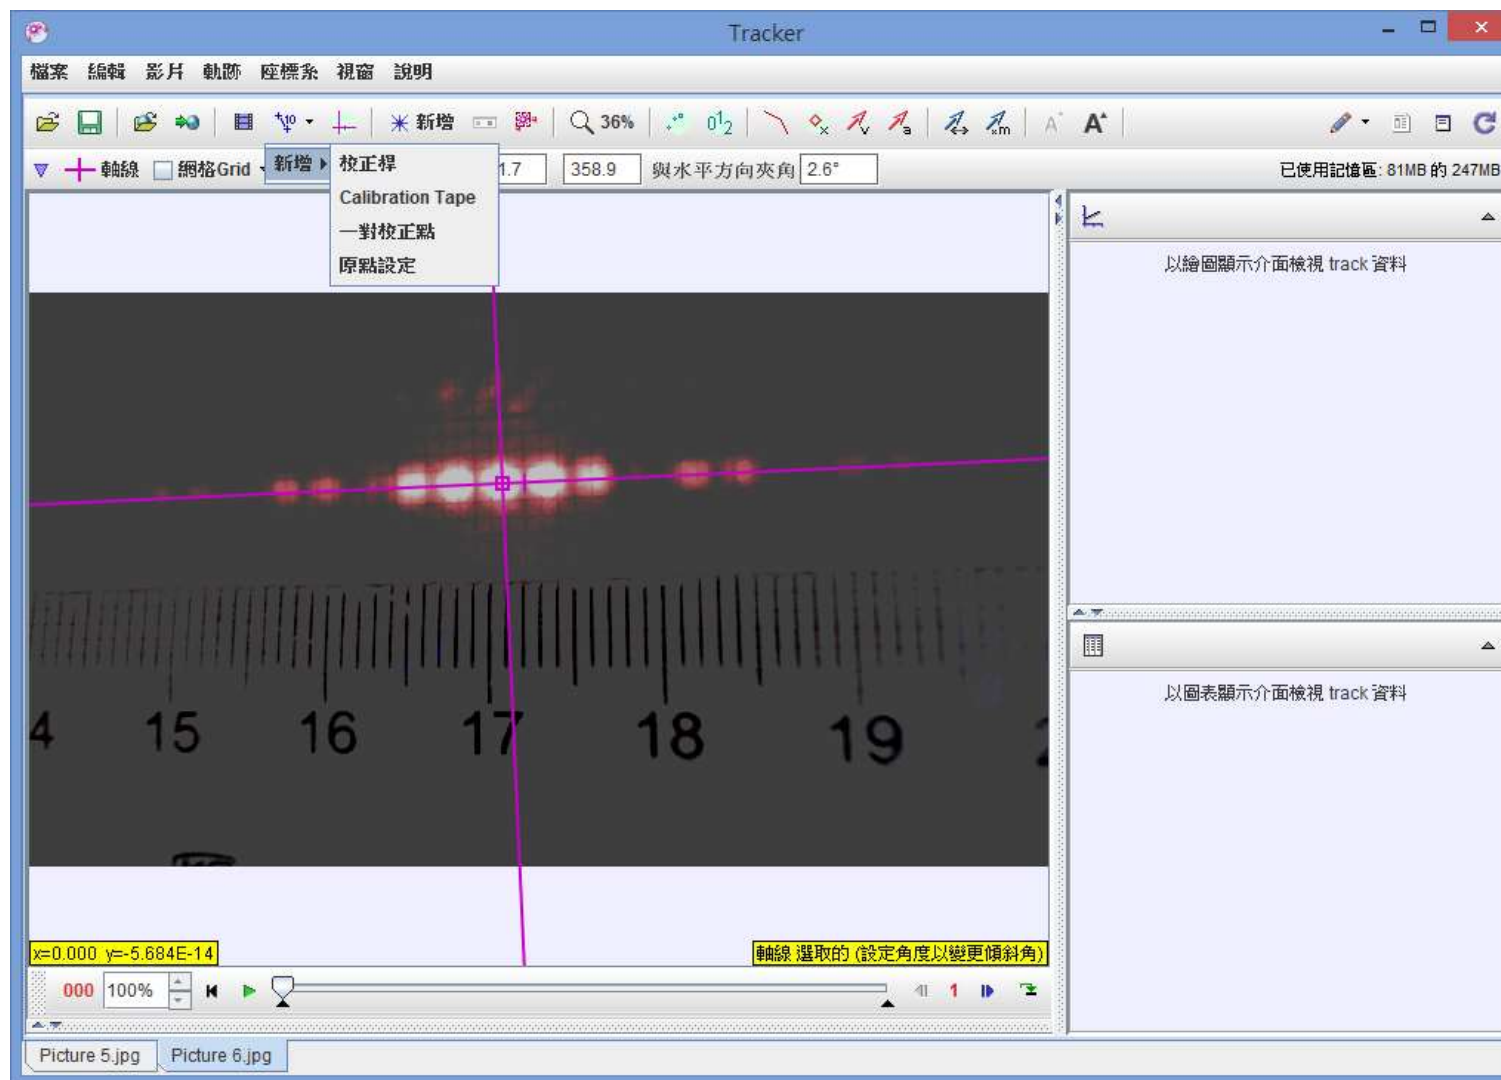 Tracker
檔案 編輯 影片 軌跡 座標系 視窗 說明
新增 36%
軸線 網格Grid 新增 校正桿 1.7 358.9 與水平方向夾角 2.6° 已使用記憶區: 81MB 的 247MB
Calibration Tape
一對校正點
原點設定
以繪圖顯示介面檢視 track 資料
以圖表顯示介面檢視 track 資料
4 15 16 17 18 19
x=0.000 y=-5.684E-14 軸線 選取的 (設定角度以變更傾斜角)
000 100% 1
Picture 5.jpg Picture 6.jpg